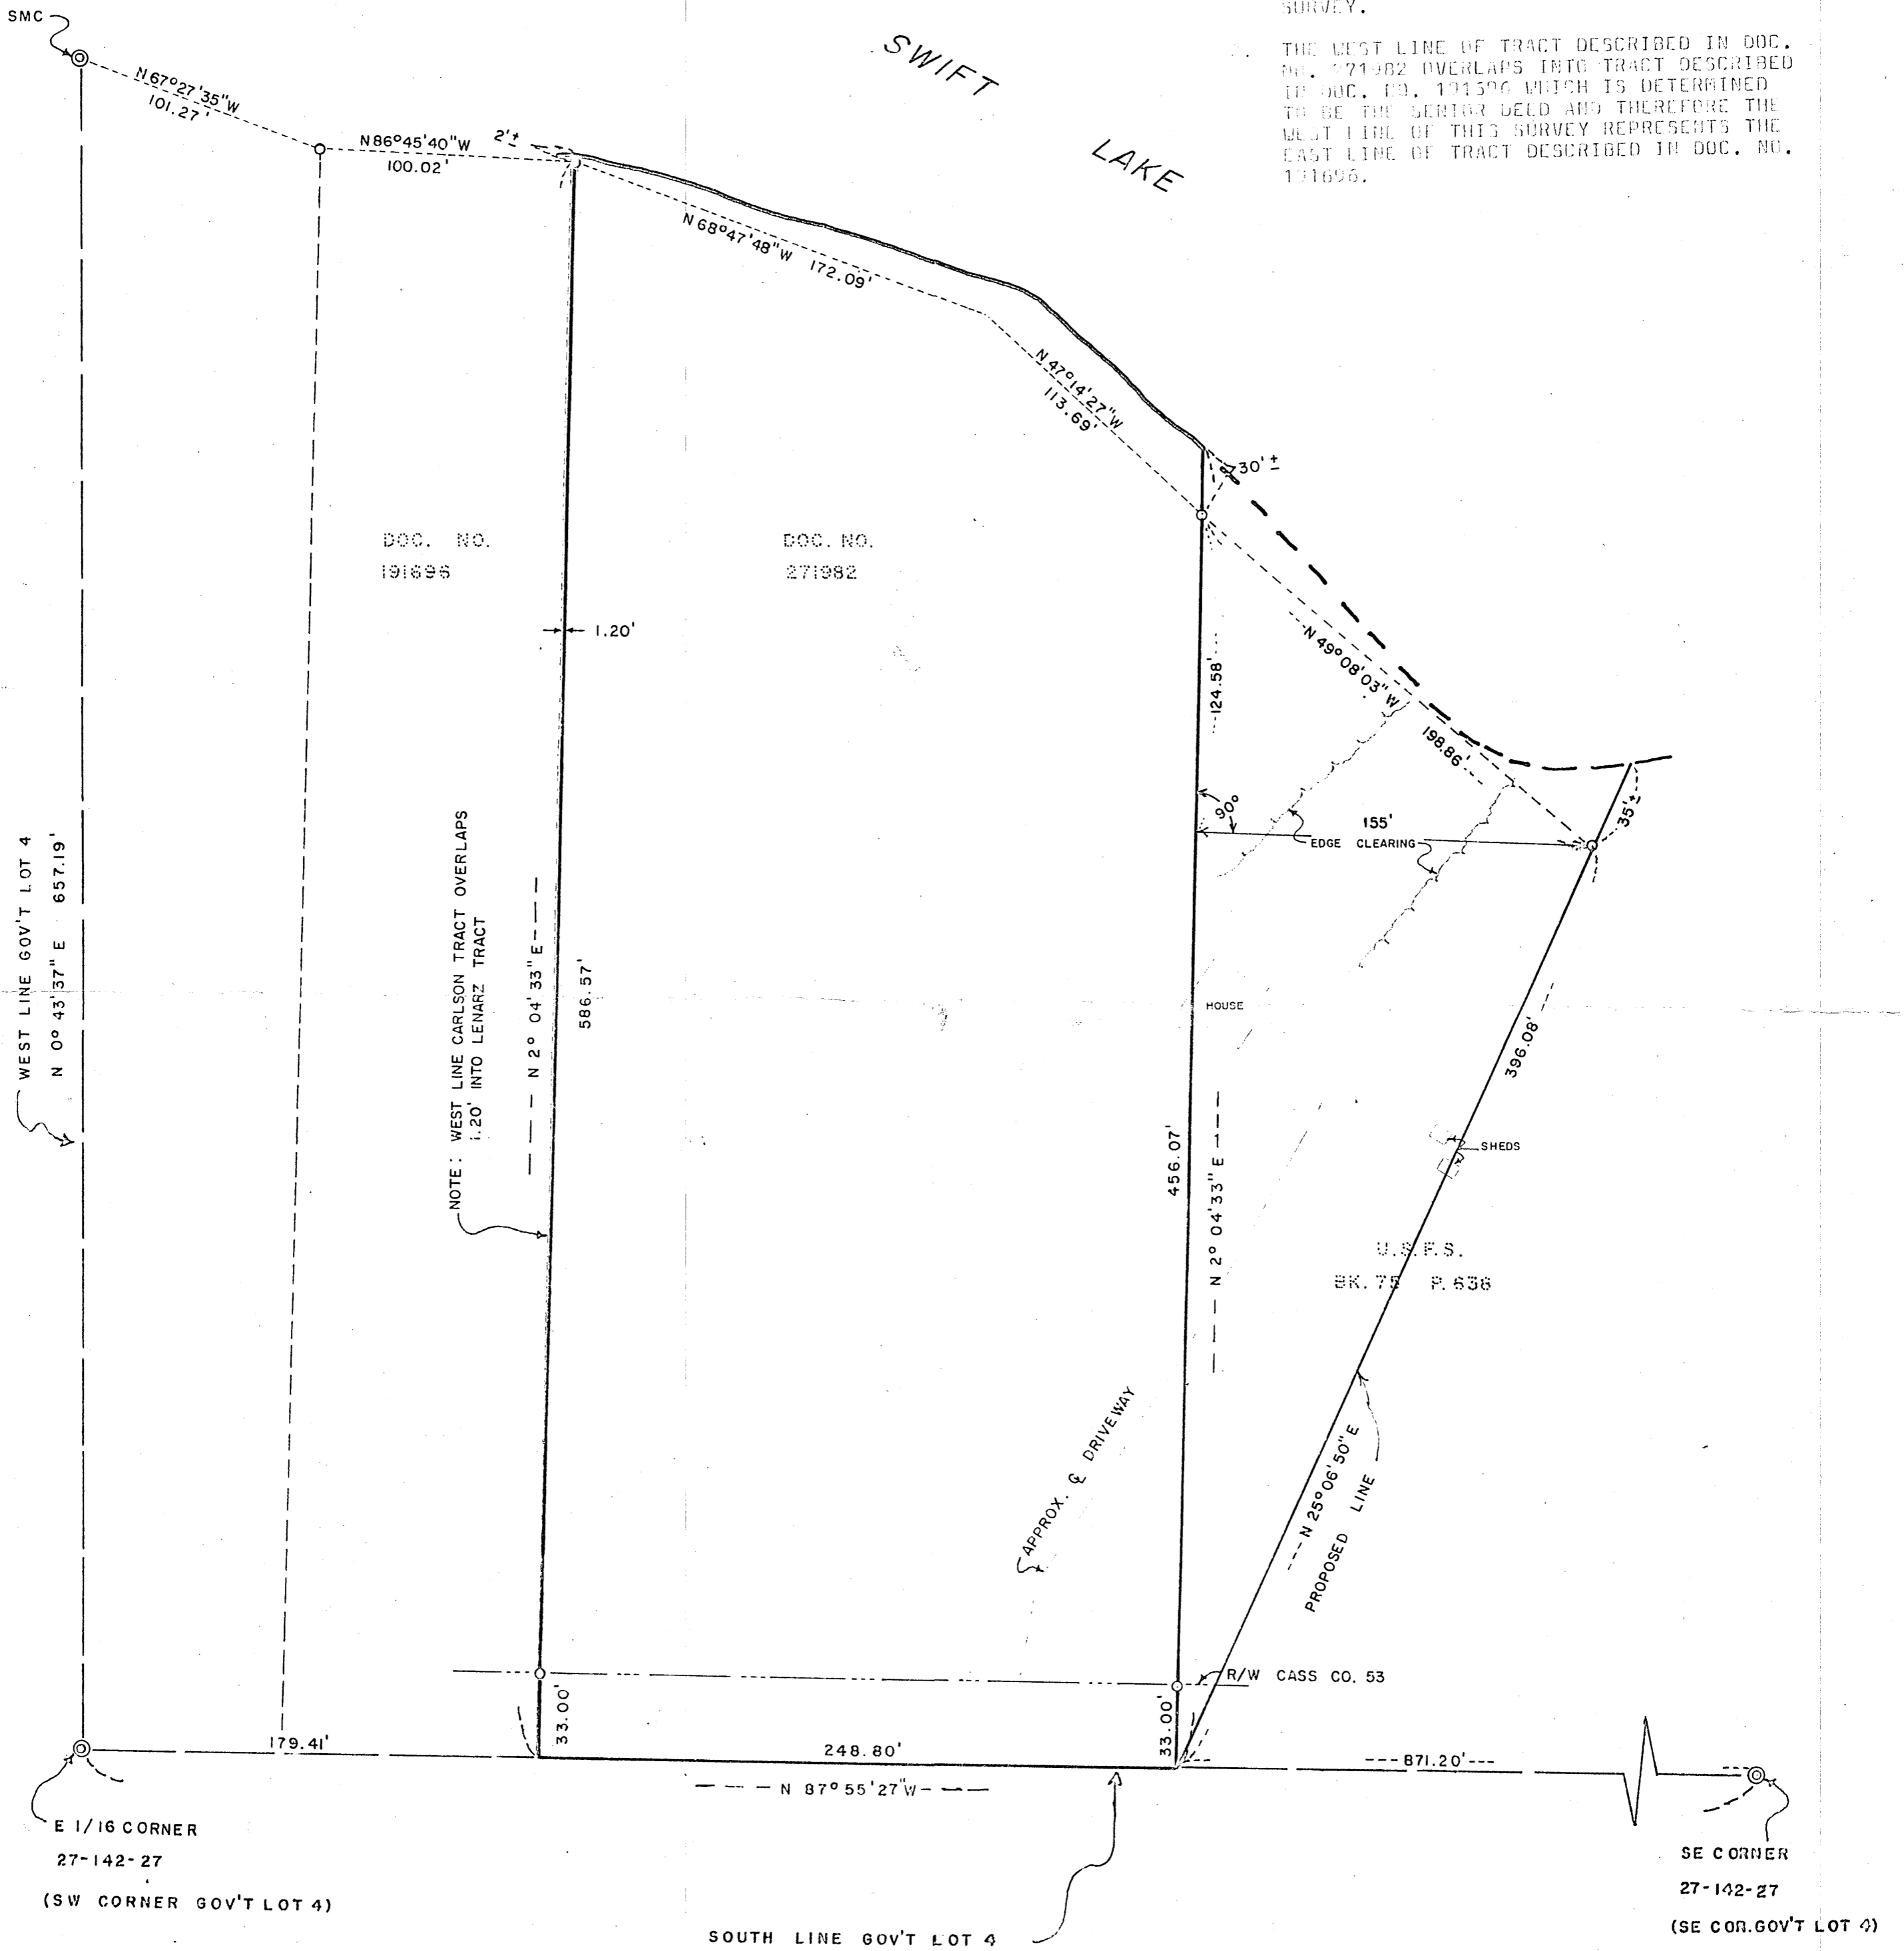 SMC
N 67°27'35"W
101.27'
N 86°45'40"W
100.02'
2'±
SWIFT
LAKE
SURVEY.
THE WEST LINE OF TRACT DESCRIBED IN DOC.
NO. 271982 OVERLAPS INTO TRACT DESCRIBED
IN DOC. NO. 191696 WHICH IS DETERMINED
TO BE THE SENIOR DEED AND THEREFORE THE
WEST LINE OF THIS SURVEY REPRESENTS THE
EAST LINE OF TRACT DESCRIBED IN DOC. NO.
191696.
N 68°47'48"W 172.09'
N 47°14'27"W
113.69'
30'±
DOC. NO.
191696
DOC. NO.
271982
1.20'
124.58'
N 49°08'03"W
198.86'
90°
155'
EDGE CLEARING
35'±
WEST LINE GOV'T LOT 4
N 0° 43'37" E 657.19'
NOTE: WEST LINE CARLSON TRACT OVERLAPS
1.20' INTO LENARZ TRACT
N 2° 04'33" E
586.57'
HOUSE
396.08'
456.07'
N 2° 04'33" E
SHEDS
U.S.F.S.
BK. 75 P. 638
APPROX. ℄ DRIVEWAY
N 25°06'50" E
PROPOSED LINE
R/W CASS CO. 53
33.00'
33.00'
179.41'
248.80'
871.20'
N 87°55'27"W
E 1/16 CORNER
27-142-27
(SW CORNER GOV'T LOT 4)
SOUTH LINE GOV'T LOT 4
SE CORNER
27-142-27
(SE COR. GOV'T LOT 4)